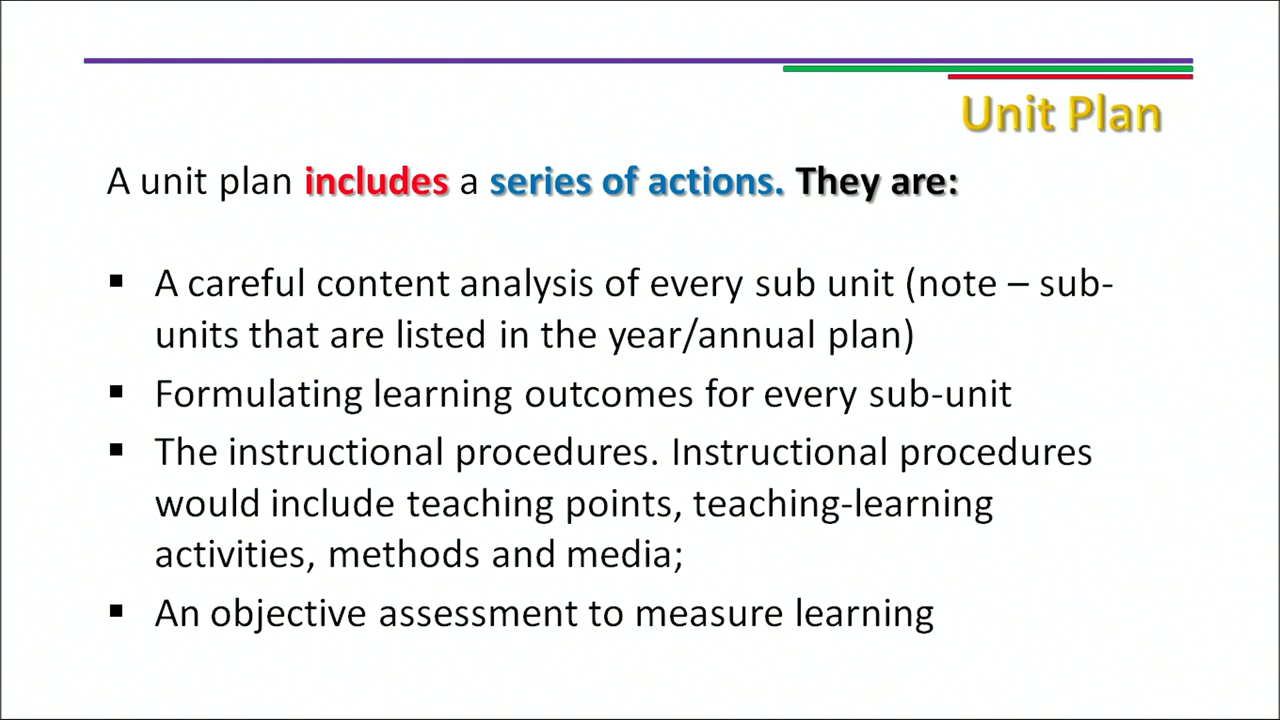 Unit Plan
A unit plan includes a series of actions. They are:
▪ A careful content analysis of every sub unit (note – sub-
units that are listed in the year/annual plan)
▪ Formulating learning outcomes for every sub-unit
▪ The instructional procedures. Instructional procedures
would include teaching points, teaching-learning
activities, methods and media;
▪ An objective assessment to measure learning